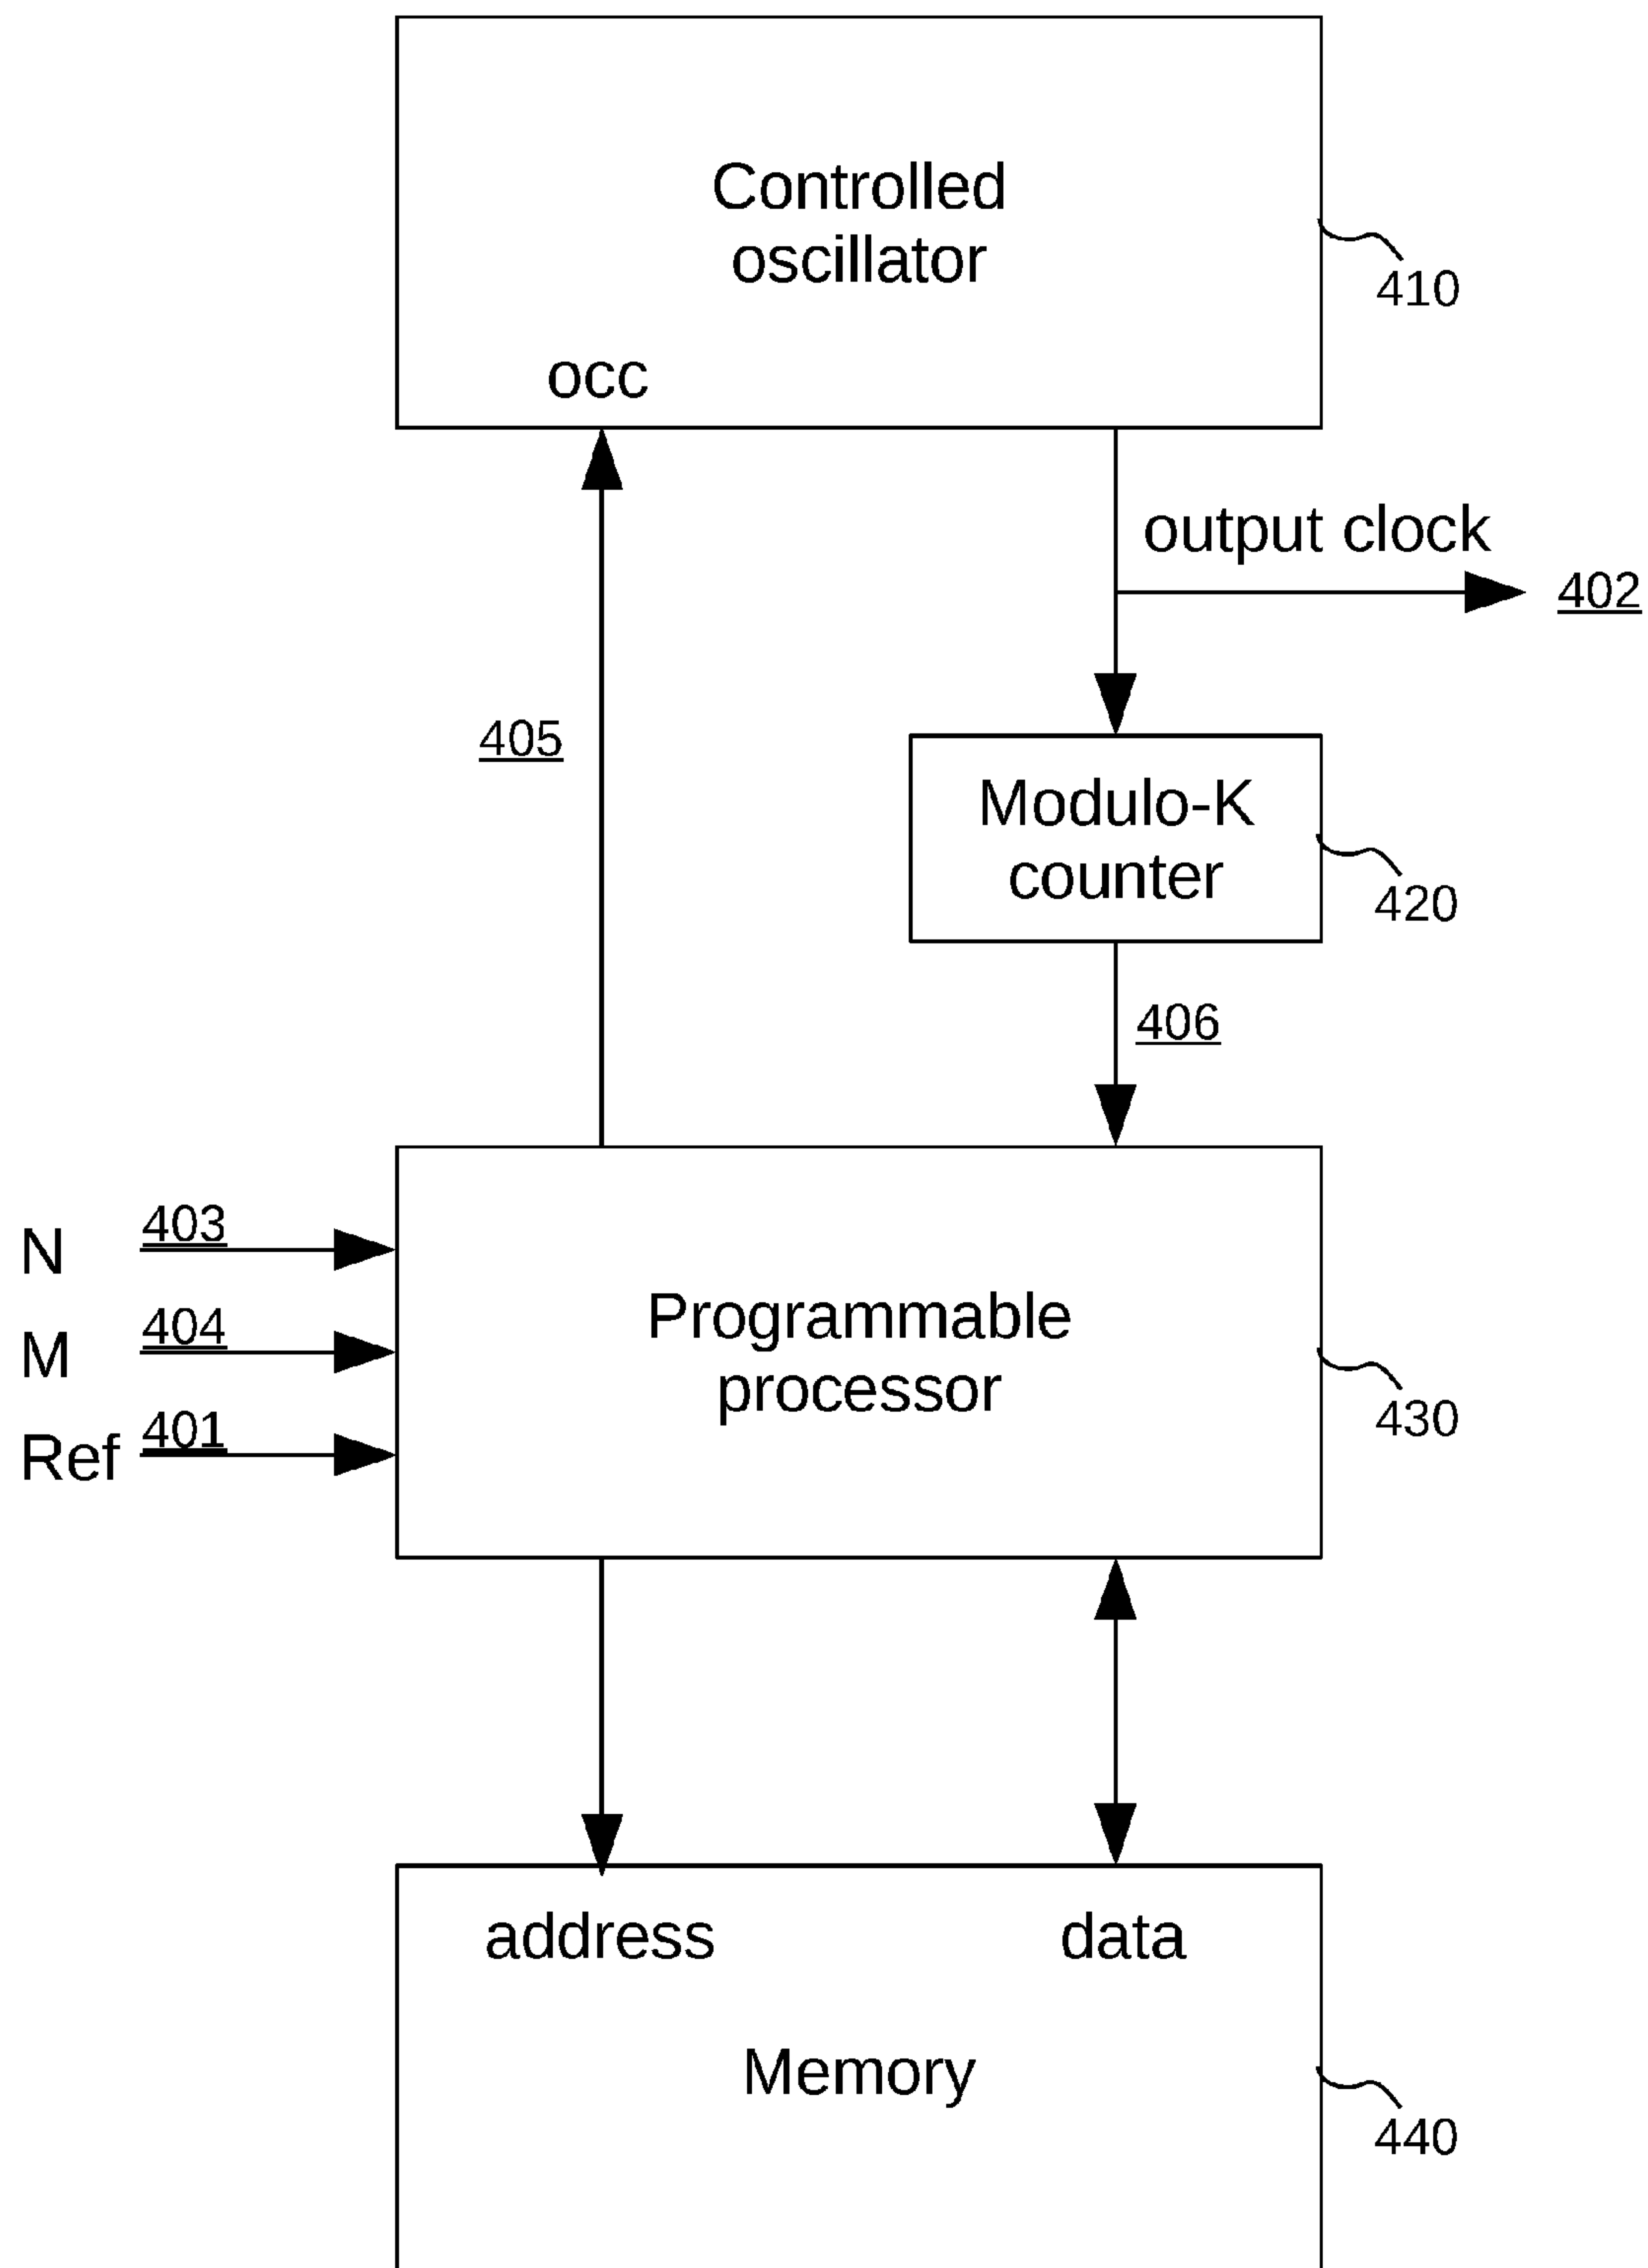 Controlled
oscillator
410
occ
output clock
402
405
Modulo-K
counter
420
406
N 403
M 404
Ref 401
Programmable
processor
430
address data
Memory
440